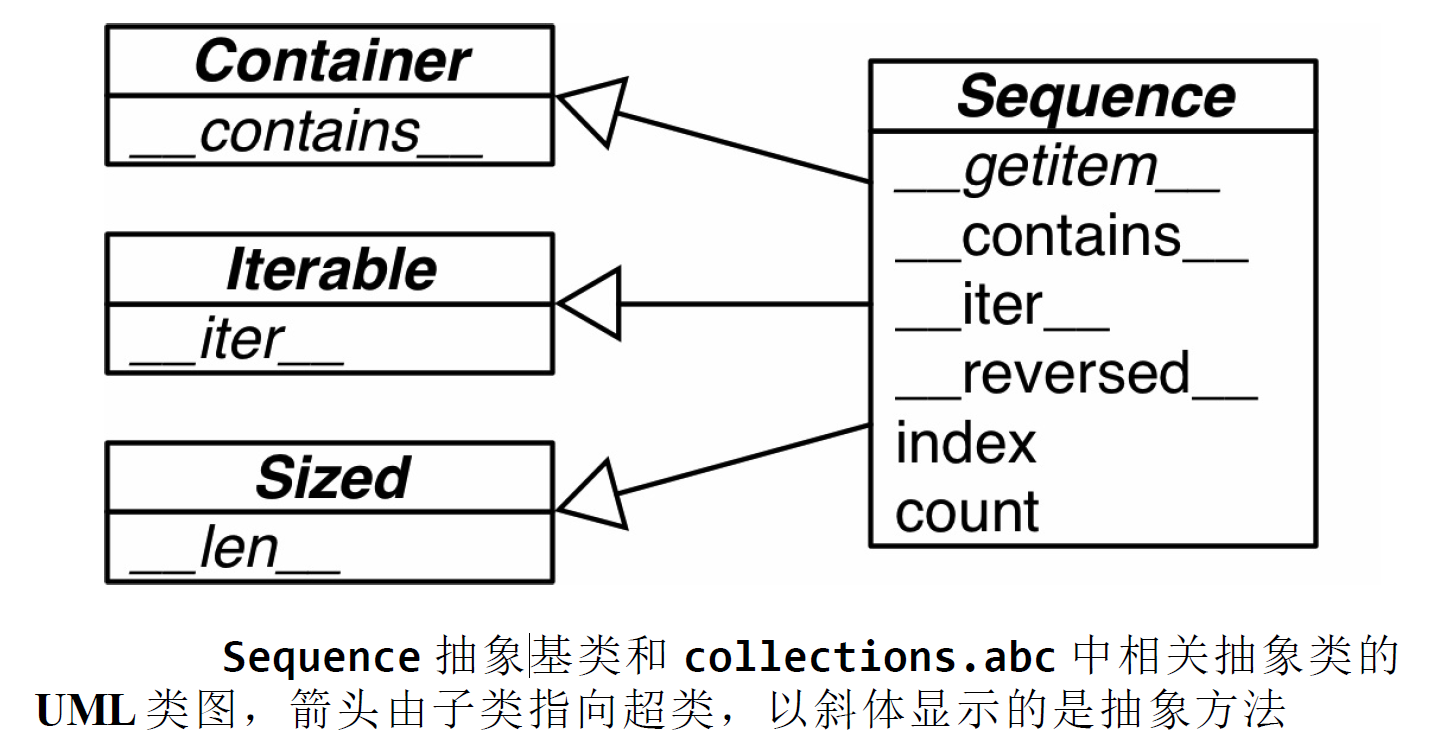 Container
__contains__
Iterable
__iter__
Sized
__len__
Sequence
__getitem__
__contains__
__iter__
__reversed__
index
count
Sequence 抽象基类和 collections.abc 中相关抽象类的
UML 类图，箭头由子类指向超类，以斜体显示的是抽象方法